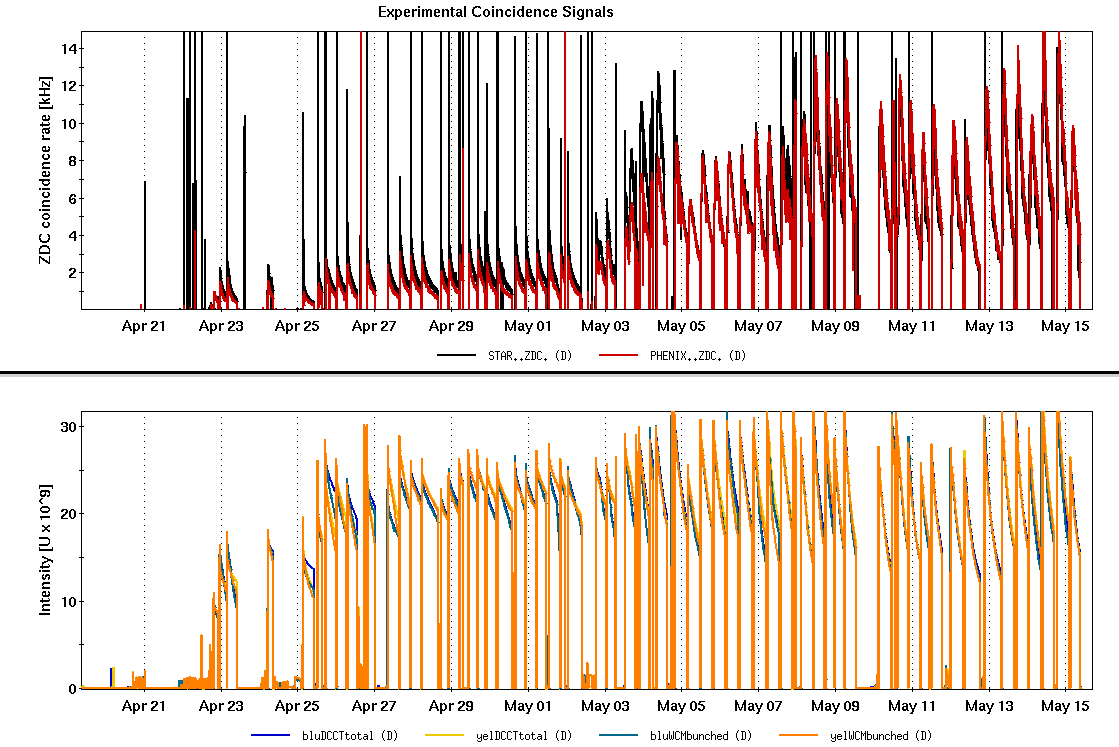 Experimental Coincidence Signals
ZDC coincidence rate [kHz]
14
12
10
8
6
4
2
Apr 21 Apr 23 Apr 25 Apr 27 Apr 29 May 01 May 03 May 05 May 07 May 09 May 11 May 13 May 15
STAR..ZDC. (D) PHENIX..ZDC. (D)
Intensity [U x 10^9]
30
20
10
0
Apr 21 Apr 23 Apr 25 Apr 27 Apr 29 May 01 May 03 May 05 May 07 May 09 May 11 May 13 May 15
bluDCCTtotal (D) yelDCCTtotal (D) bluWCMbunched (D) yelWCMbunched (D)